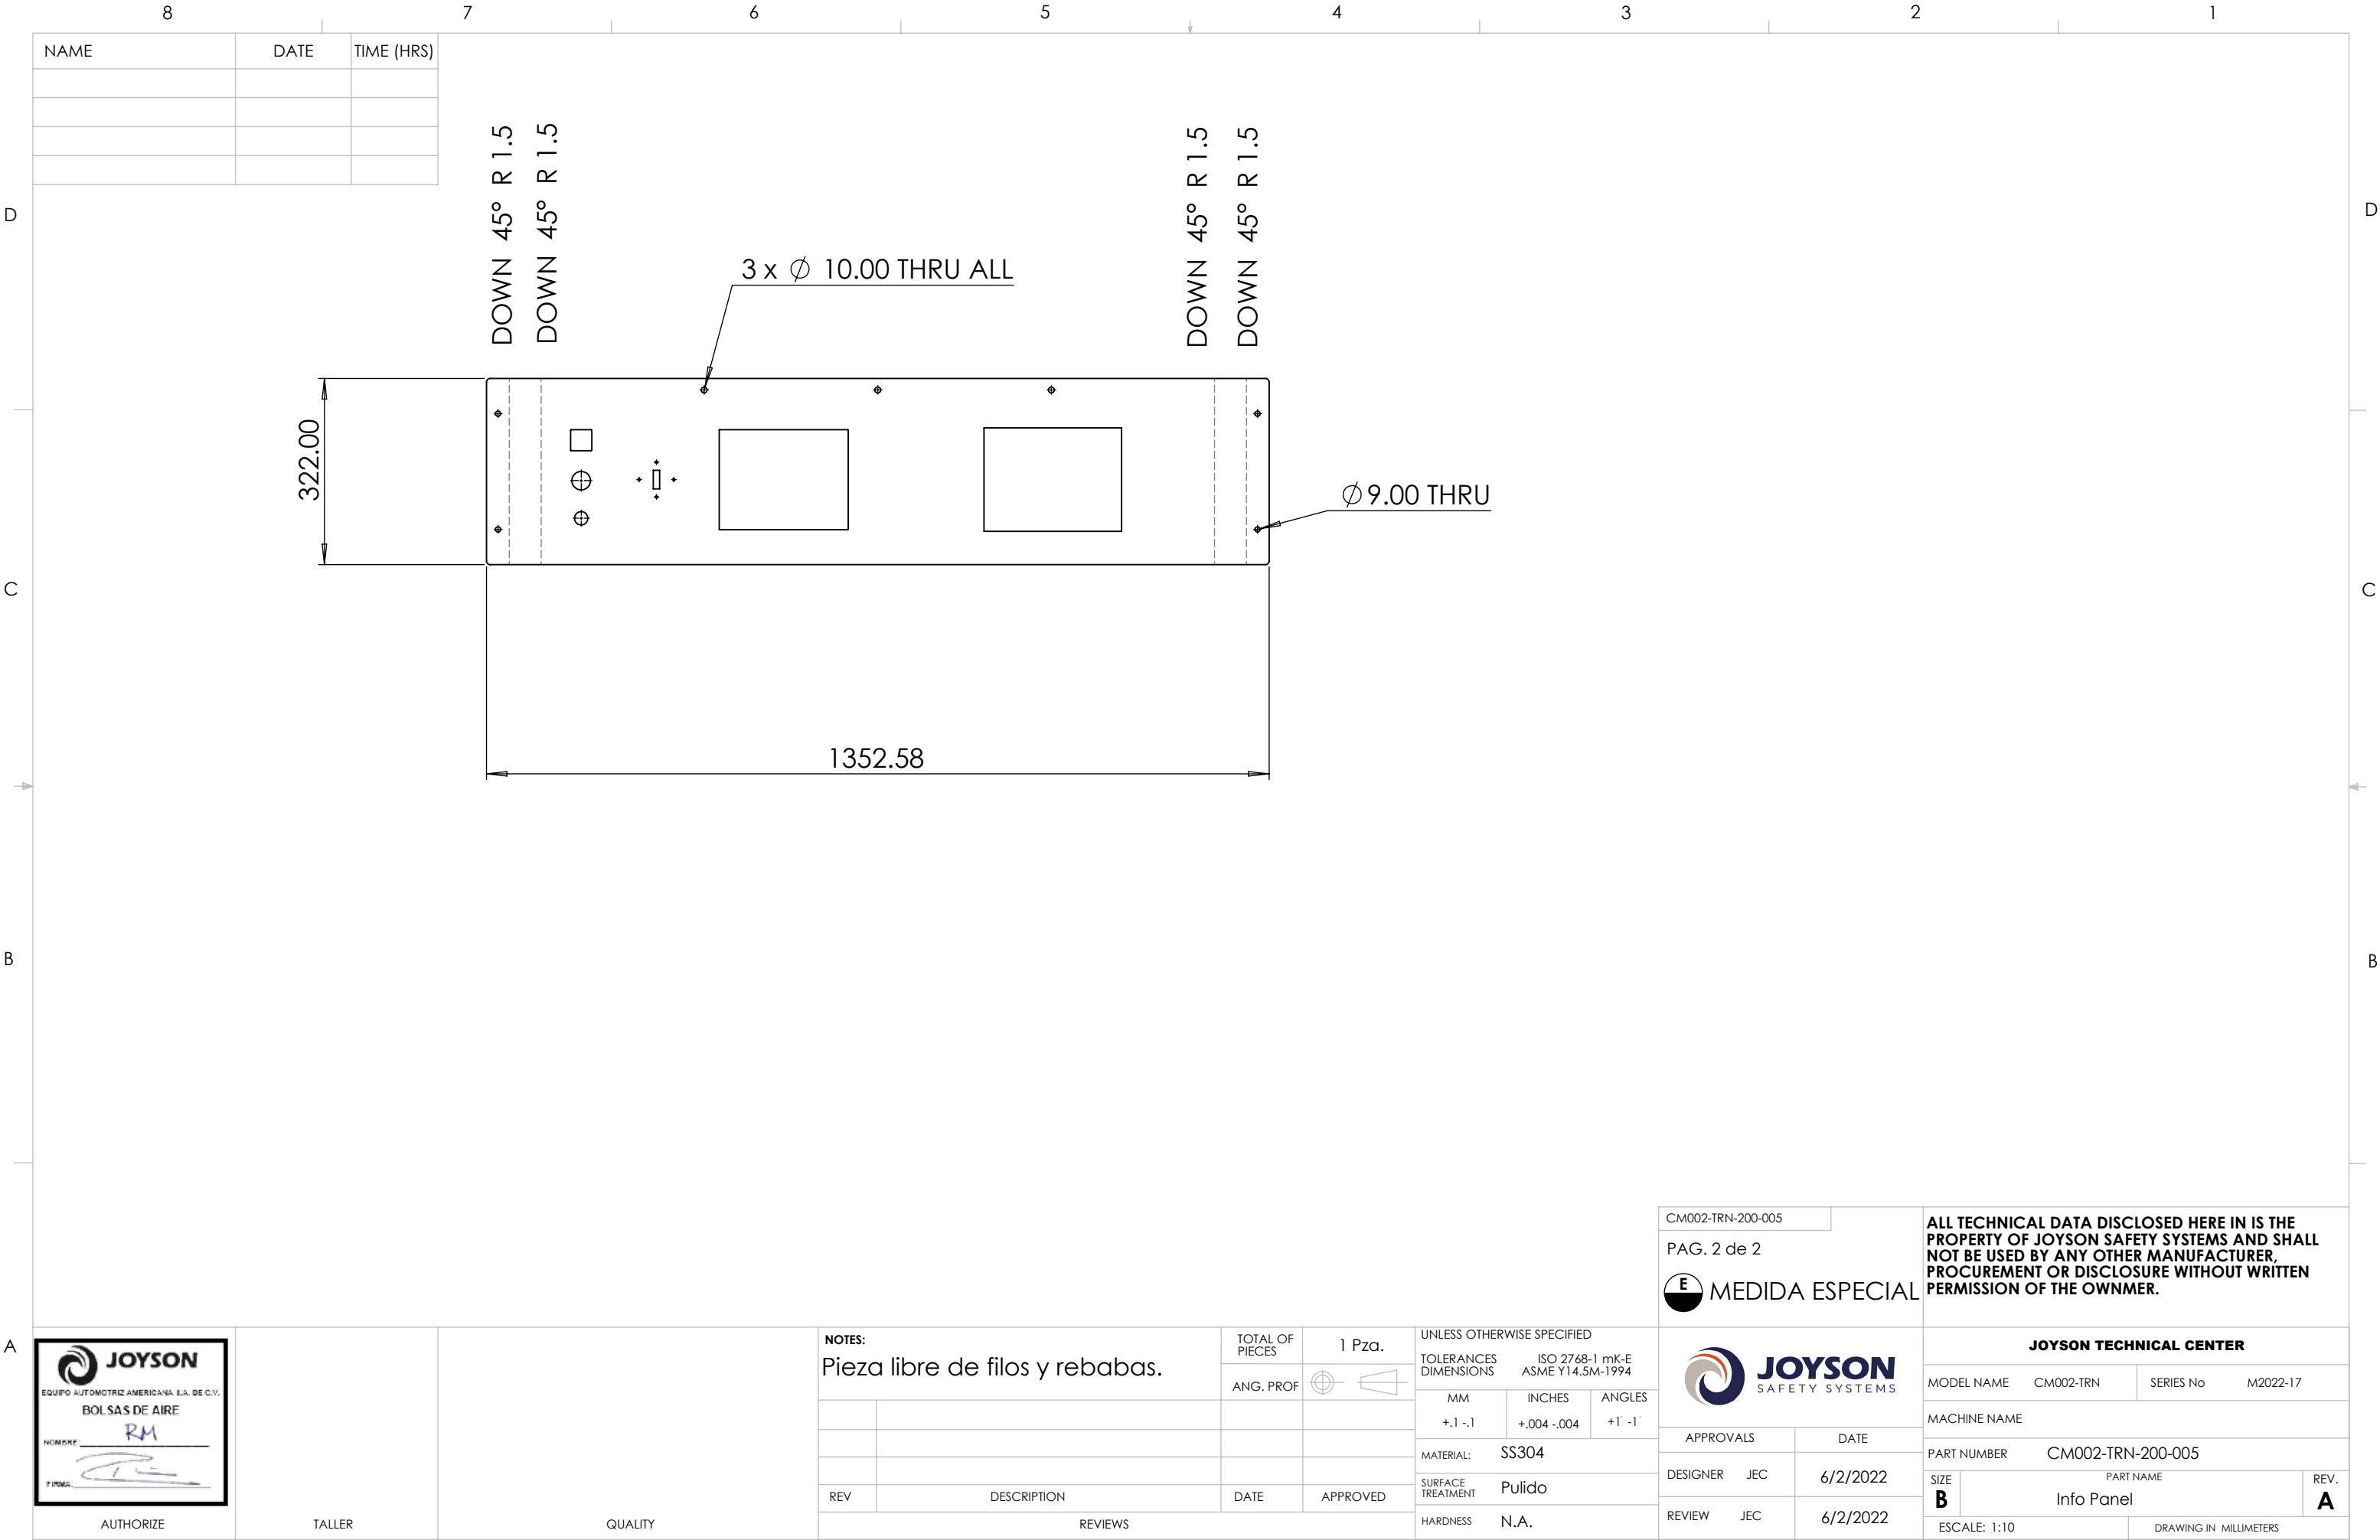 8 7 6 5 4 3 2 1
NAME DATE TIME (HRS)
DOWN 45° R 1.5
DOWN 45° R 1.5
DOWN 45° R 1.5
DOWN 45° R 1.5
D D
3 x ∅ 10.00 THRU ALL
322.00
∅9.00 THRU
C C
1352.58
B B
CM002-TRN-200-005
PAG. 2 de 2
E MEDIDA ESPECIAL
ALL TECHNICAL DATA DISCLOSED HERE IN IS THE
PROPERTY OF JOYSON SAFETY SYSTEMS AND SHALL
NOT BE USED BY ANY OTHER MANUFACTURER,
PROCUREMENT OR DISCLOSURE WITHOUT WRITTEN
PERMISSION OF THE OWNMER.
A
JOYSON
EQUIPO AUTOMOTRIZ AMERICANA S.A. DE C.V.
BOLSAS DE AIRE
NOMBRE: RM
FIRMA:
AUTHORIZE
TALLER
QUALITY
NOTES:
Pieza libre de filos y rebabas.
REV DESCRIPTION DATE APPROVED
REVIEWS
TOTAL OF
PIECES
1 Pza.
ANG. PROF
UNLESS OTHERWISE SPECIFIED
TOLERANCES ISO 2768-1 mK-E
DIMENSIONS ASME Y14.5M-1994
MM INCHES ANGLES
+.1 -.1 +.004 -.004 +1° -1°
MATERIAL: SS304
SURFACE
TREATMENT
Pulido
HARDNESS N.A.
JOYSON
SAFETY SYSTEMS
APPROVALS DATE
DESIGNER JEC 6/2/2022
REVIEW JEC 6/2/2022
JOYSON TECHNICAL CENTER
MODEL NAME CM002-TRN SERIES No M2022-17
MACHINE NAME
PART NUMBER CM002-TRN-200-005
SIZE PART NAME REV.
B Info Panel A
ESCALE: 1:10 DRAWING IN MILLIMETERS